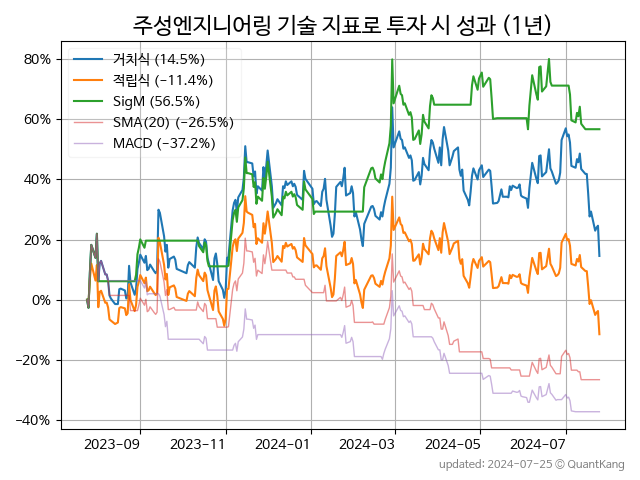 주성엔지니어링 기술 지표로 투자 시 성과 (1년)
거치식 (14.5%)
적립식 (−11.4%)
SigM (56.5%)
SMA(20) (−26.5%)
MACD (−37.2%)
80%
60%
40%
20%
0%
−20%
−40%
2023-09 2023-11 2024-01 2024-03 2024-05 2024-07
updated: 2024-07-25 © QuantKang